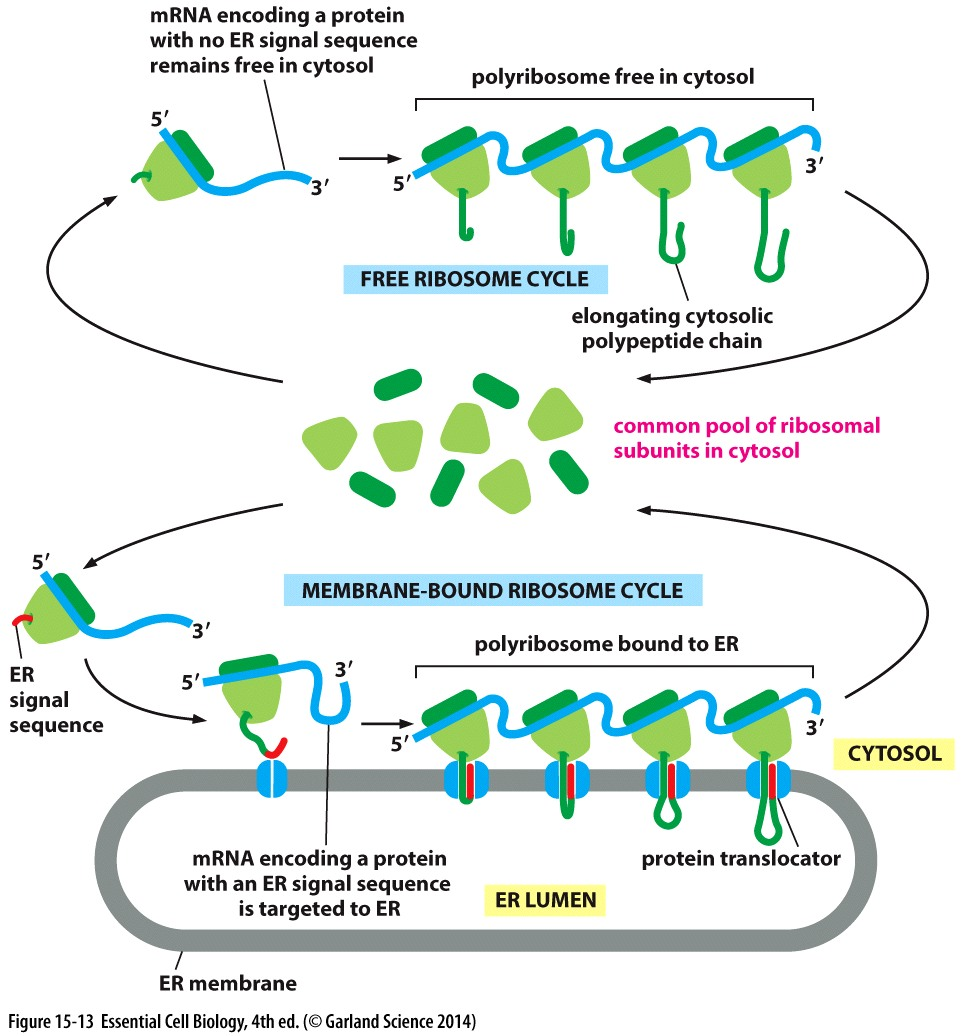 mRNA encoding a protein
with no ER signal sequence
remains free in cytosol
polyribosome free in cytosol
5′
3′
5′
3′
FREE RIBOSOME CYCLE
elongating cytosolic
polypeptide chain
common pool of ribosomal
subunits in cytosol
5′
3′
ER
signal
sequence
MEMBRANE-BOUND RIBOSOME CYCLE
polyribosome bound to ER
5′
3′
5′
3′
CYTOSOL
mRNA encoding a protein
with an ER signal sequence
is targeted to ER
protein translocator
ER LUMEN
ER membrane
Figure 15-13 Essential Cell Biology, 4th ed. (© Garland Science 2014)